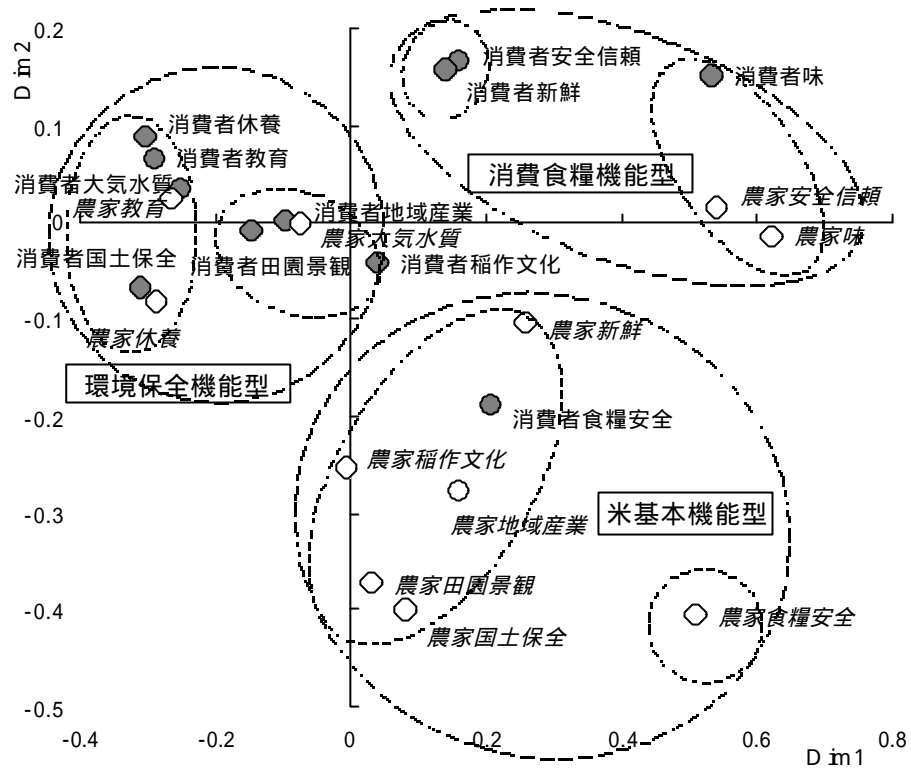 Dim2
0.2
0.1
0
-0.1
-0.2
-0.3
-0.4
-0.5
-0.4
-0.2
0
0.2
0.4
0.6
0.8
Dim1
消費者安全信頼
消費者新鮮
消費者味
消費者休養
消費者教育
消費食糧機能型
消費者大気水質
農家教育
農家安全信頼
消費者地域産業
農家味
農家大気水質
消費者国土保全
消費者田園景観
消費者稲作文化
農家休養
農家新鮮
環境保全機能型
消費者食糧安全
農家稲作文化
農家地域産業
米基本機能型
農家田園景観
農家国土保全
農家食糧安全